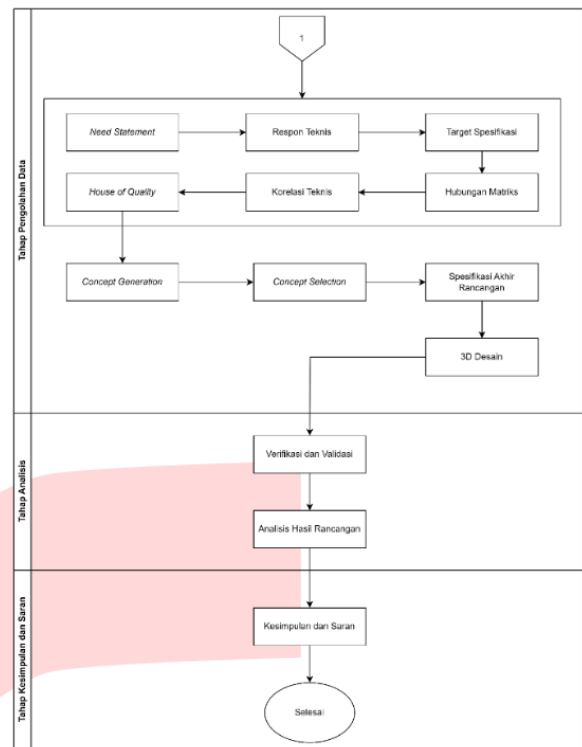 1
Tahap Pengolahan Data
Need Statement
Respon Teknis
Target Spesifikasi
House of Quality
Korelasi Teknis
Hubungan Matriks
Concept Generation
Concept Selection
Spesifikasi Akhir
Rancangan
3D Desain
Tahap Analisis
Verifikasi dan Validasi
Analisis Hasil Rancangan
Tahap Kesimpulan dan Saran
Kesimpulan dan Saran
Selesai